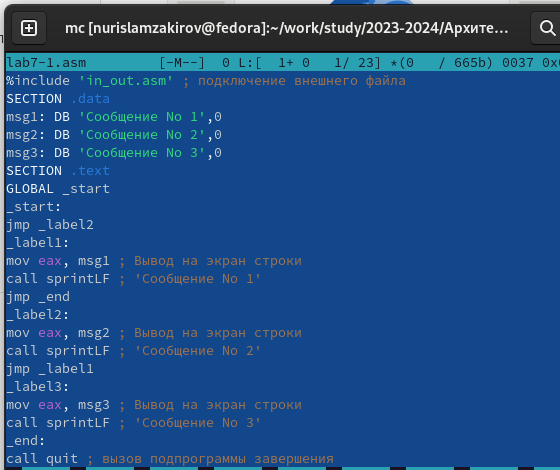 mc [nurislamzakirov@fedora]:~/work/study/2023-2024/Архите...
lab7-1.asm [-M--] 0 L:[ 1+ 0 1/ 23] *(0 / 665b) 0037 0x0
%include 'in_out.asm' ; подключение внешнего файла
SECTION .data
msg1: DB 'Сообщение No 1',0
msg2: DB 'Сообщение No 2',0
msg3: DB 'Сообщение No 3',0
SECTION .text
GLOBAL _start
_start:
jmp _label2
_label1:
mov eax, msg1 ; Вывод на экран строки
call sprintLF ; 'Сообщение No 1'
jmp _end
_label2:
mov eax, msg2 ; Вывод на экран строки
call sprintLF ; 'Сообщение No 2'
jmp _label1
_label3:
mov eax, msg3 ; Вывод на экран строки
call sprintLF ; 'Сообщение No 3'
_end:
call quit ; вызов подпрограммы завершения